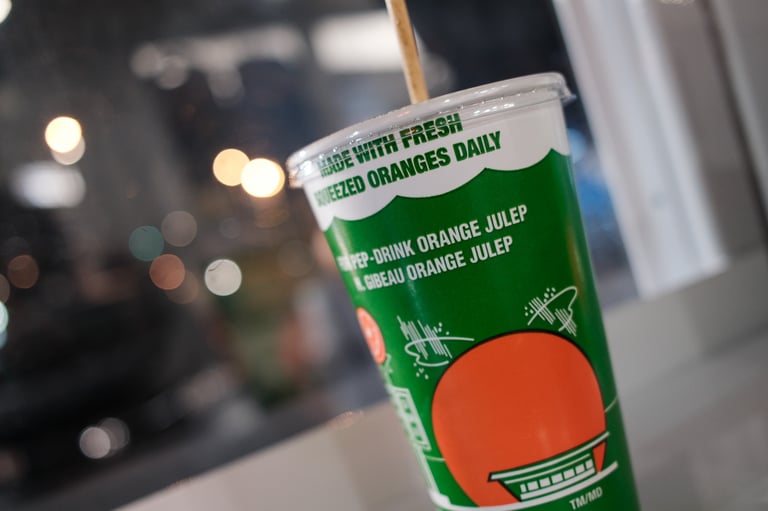 MADE WITH FRESH
SQUEEZED ORANGES DAILY
PEP-DRINK ORANGE JULEP
GIBEAU ORANGE JULEP
TM/MD